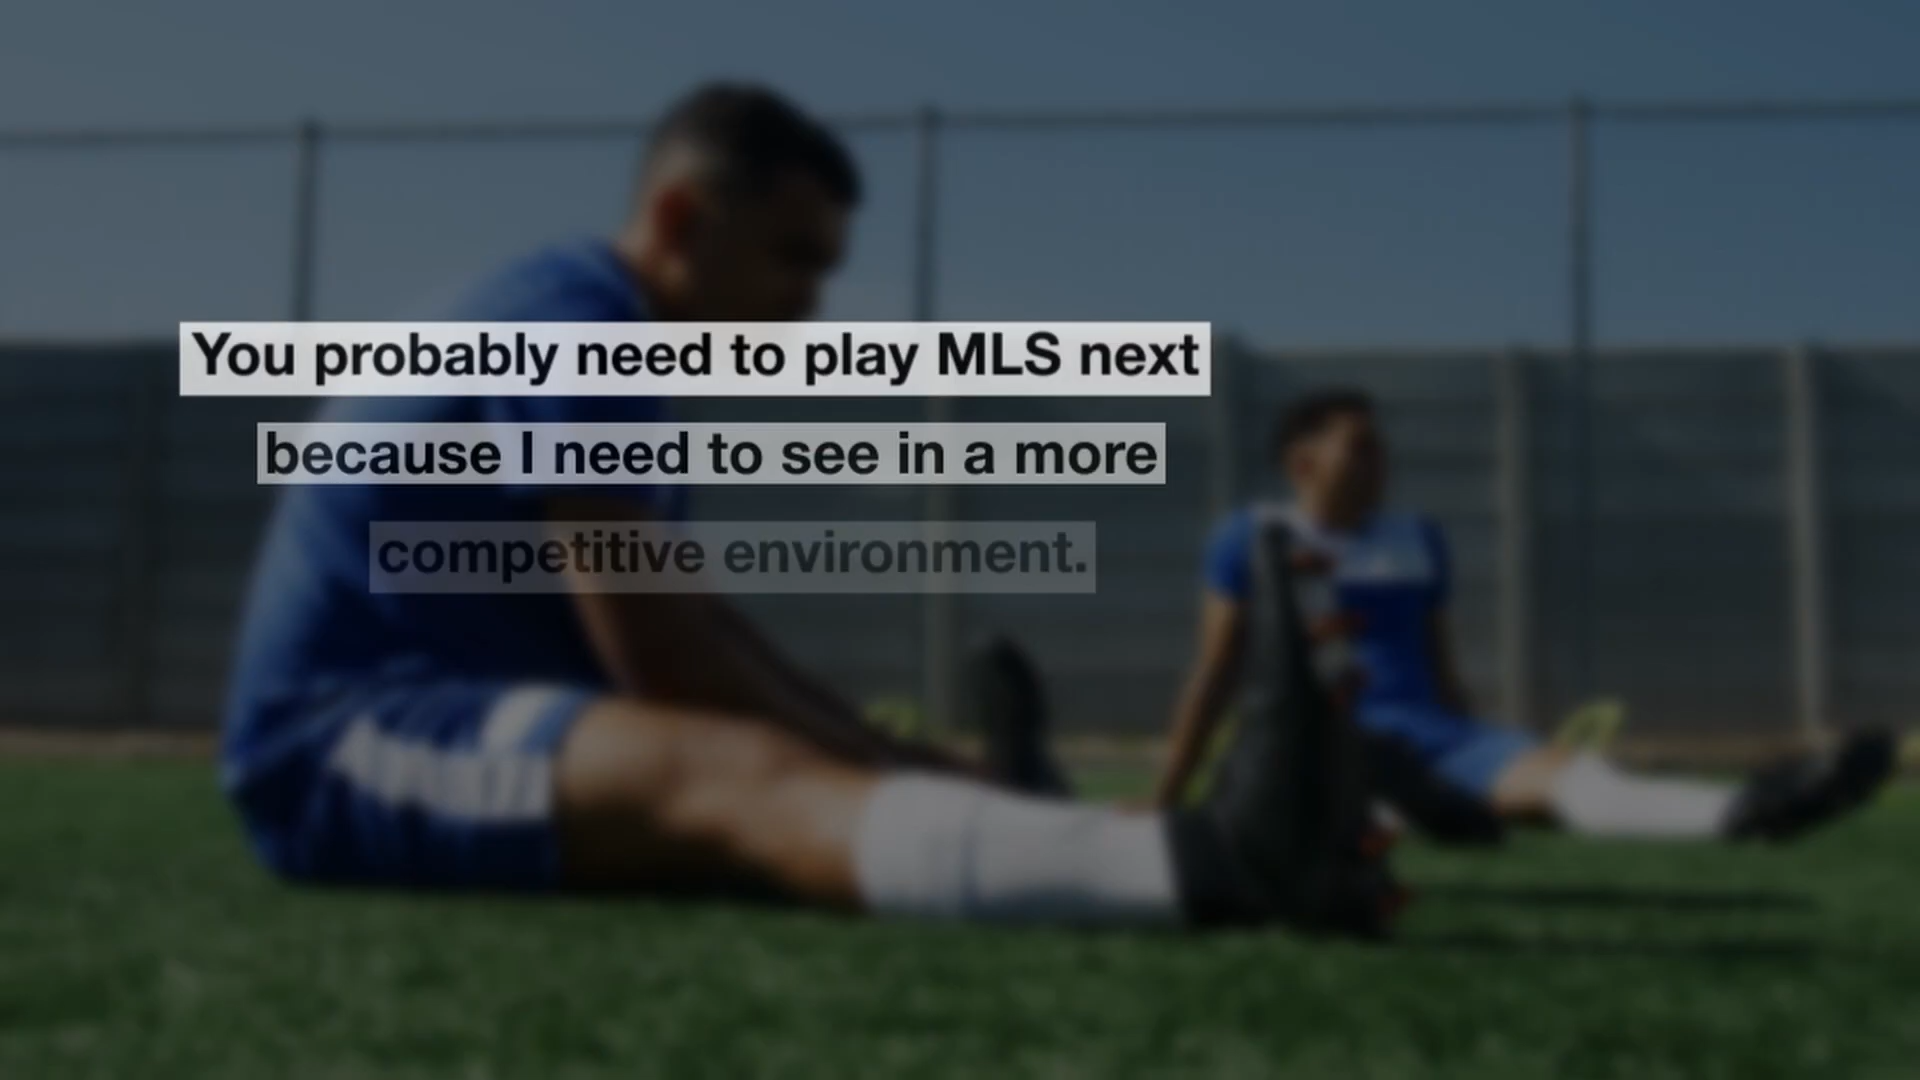 You probably need to play MLS next
because I need to see in a more
competitive environment.